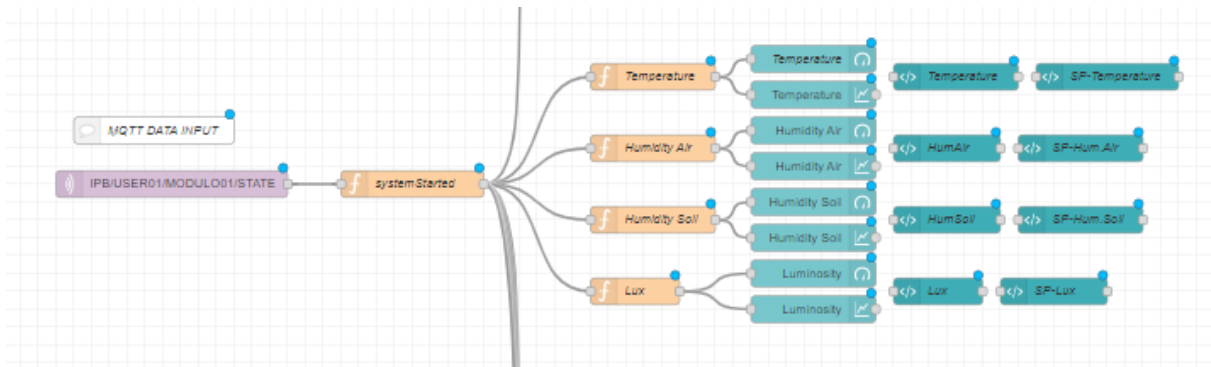 MQTT DATA INPUT
IPB/USER01/MODULO01/STATE
systemStarted
Temperature
Temperature
Temperature
Temperature
SP-Temperature
Humidity Air
Humidity Air
Humidity Air
HumAir
SP-Hum.Air
Humidity Soil
Humidity Soil
Humidity Soil
HumSoil
SP-Hum.Soil
Lux
Luminosity
Luminosity
Lux
SP-Lux